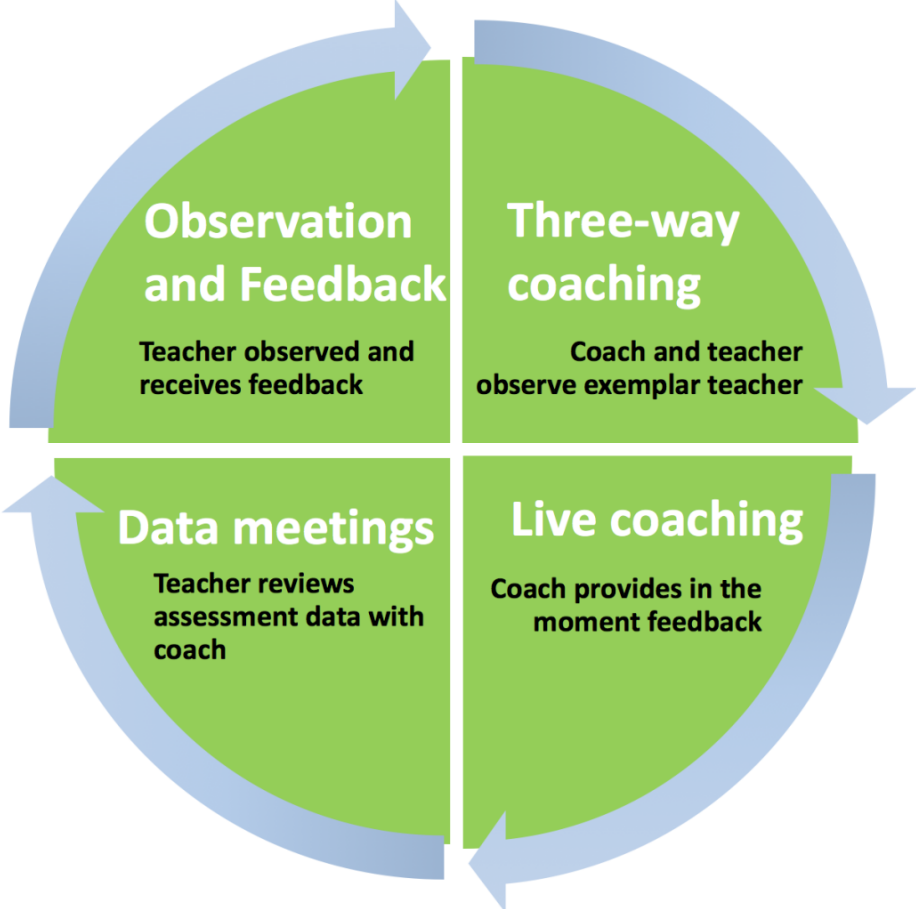 Observation
and Feedback
Teacher observed and
receives feedback
Three-way
coaching
Coach and teacher
observe exemplar teacher
Data meetings
Teacher reviews
assessment data with
coach
Live coaching
Coach provides in the
moment feedback